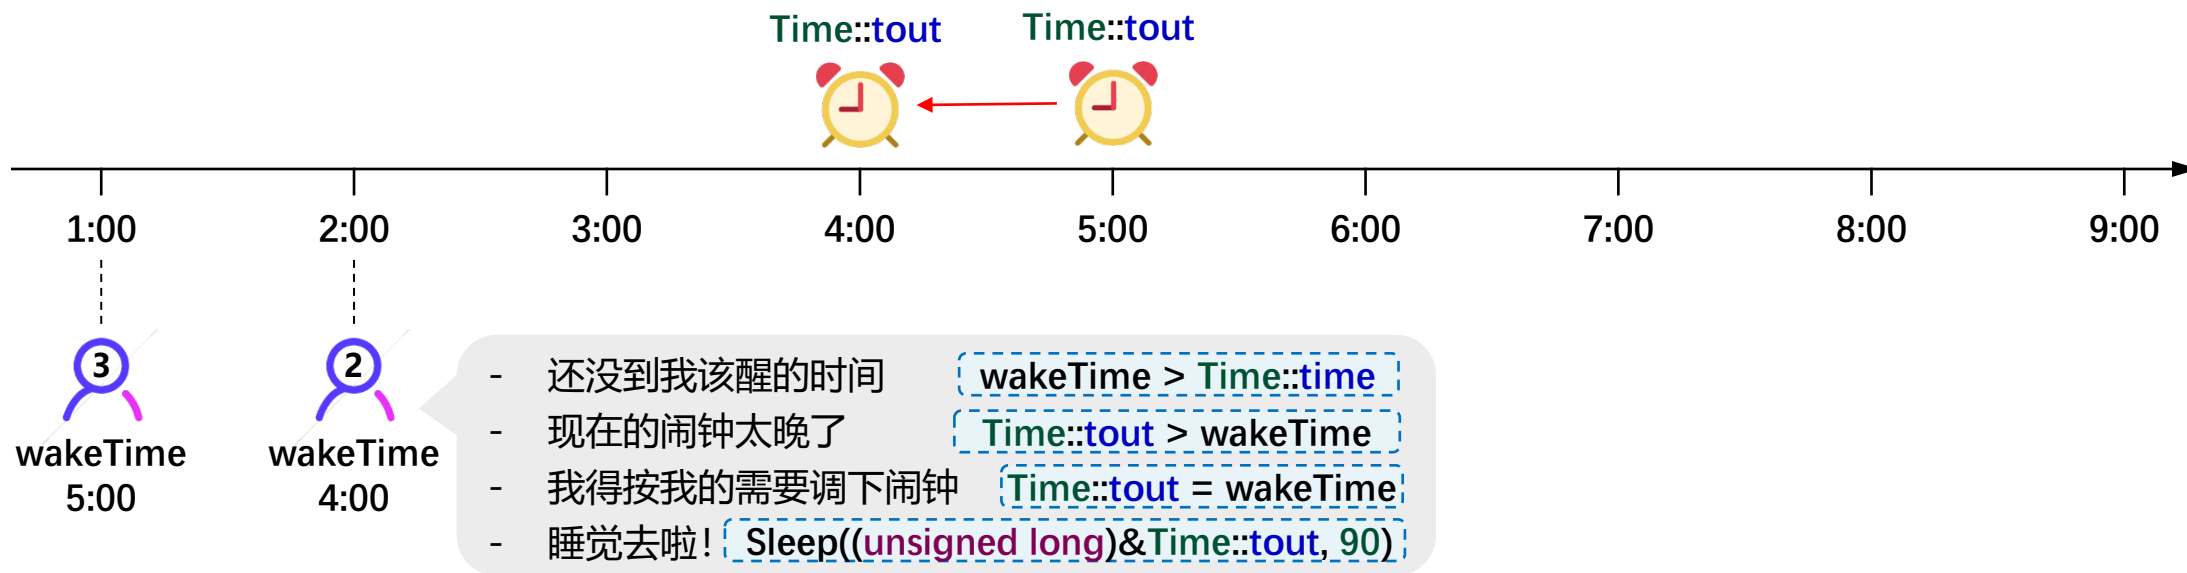 Time::tout Time::tout
1:00 2:00 3:00 4:00 5:00 6:00 7:00 8:00 9:00
3
wakeTime
5:00
2
wakeTime
4:00
- 还没到我该醒的时间 wakeTime > Time::time
- 现在的闹钟太晚了 Time::tout > wakeTime
- 我得按我的需要调下闹钟 Time::tout = wakeTime
- 睡觉去啦！ Sleep((unsigned long)&Time::tout, 90)